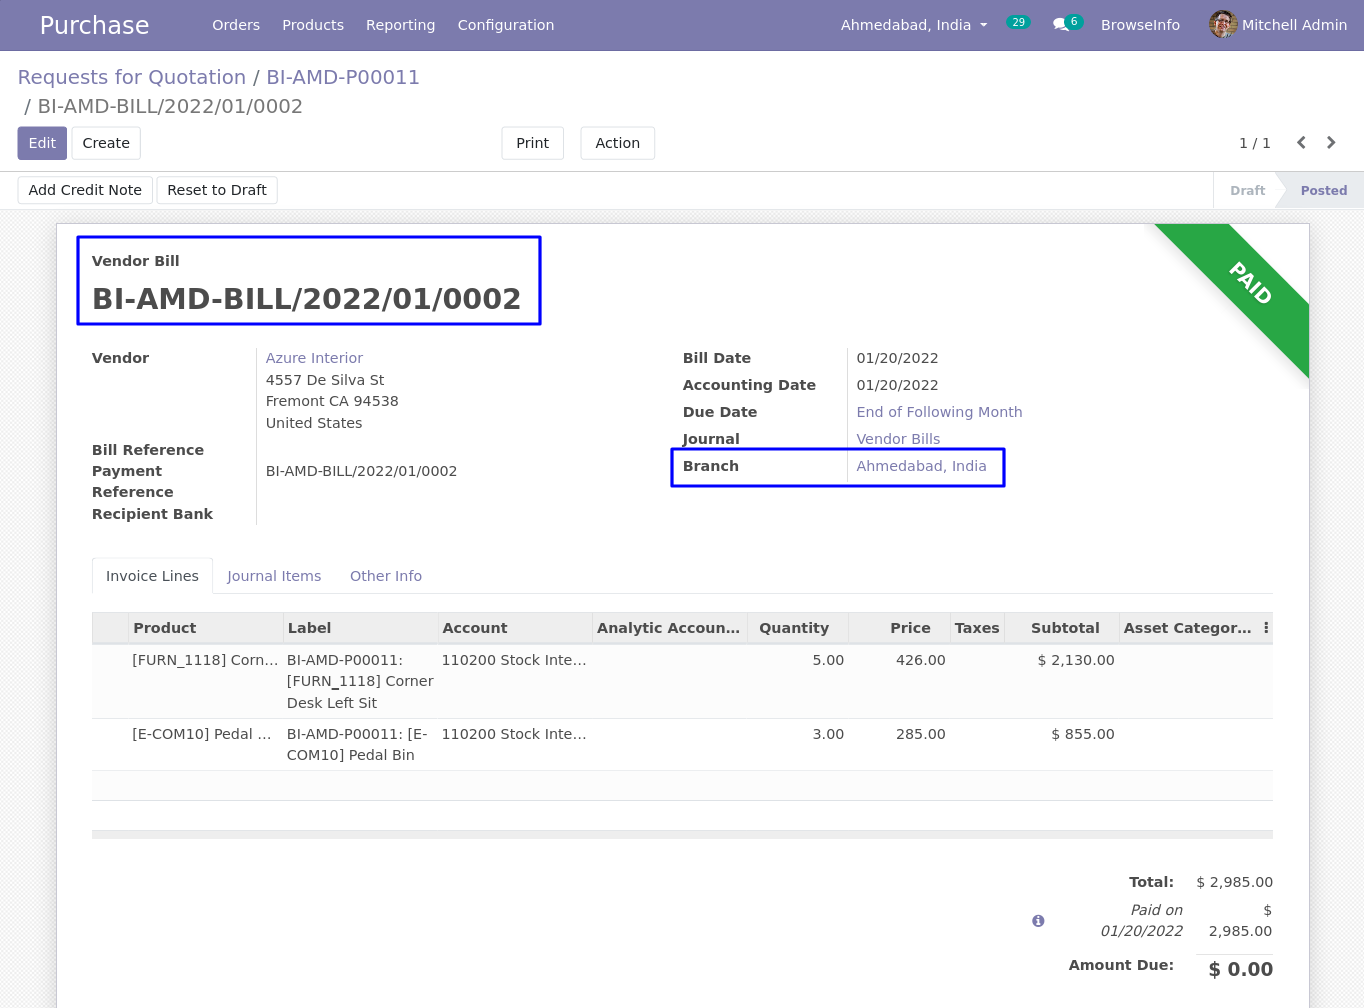 Purchase Orders Products Reporting Configuration Ahmedabad, India 29 6 BrowseInfo Mitchell Admin
Requests for Quotation / BI-AMD-P00011
/ BI-AMD-BILL/2022/01/0002
Edit Create Print Action 1 / 1
Add Credit Note Reset to Draft Draft Posted
Vendor Bill
BI-AMD-BILL/2022/01/0002
PAID
Vendor Azure Interior
4557 De Silva St
Fremont CA 94538
United States
Bill Reference
Payment Reference BI-AMD-BILL/2022/01/0002
Recipient Bank
Bill Date 01/20/2022
Accounting Date 01/20/2022
Due Date End of Following Month
Journal Vendor Bills
Branch Ahmedabad, India
Invoice Lines Journal Items Other Info
Product Label Account Analytic Accoun... Quantity Price Taxes Subtotal Asset Categor...
[FURN_1118] Corn... BI-AMD-P00011: 110200 Stock Inte... 5.00 426.00 $ 2,130.00
[FURN_1118] Corner
Desk Left Sit
[E-COM10] Pedal ... BI-AMD-P00011: [E- 110200 Stock Inte... 3.00 285.00 $ 855.00
COM10] Pedal Bin
Total: $ 2,985.00
Paid on $
01/20/2022 2,985.00
Amount Due: $ 0.00